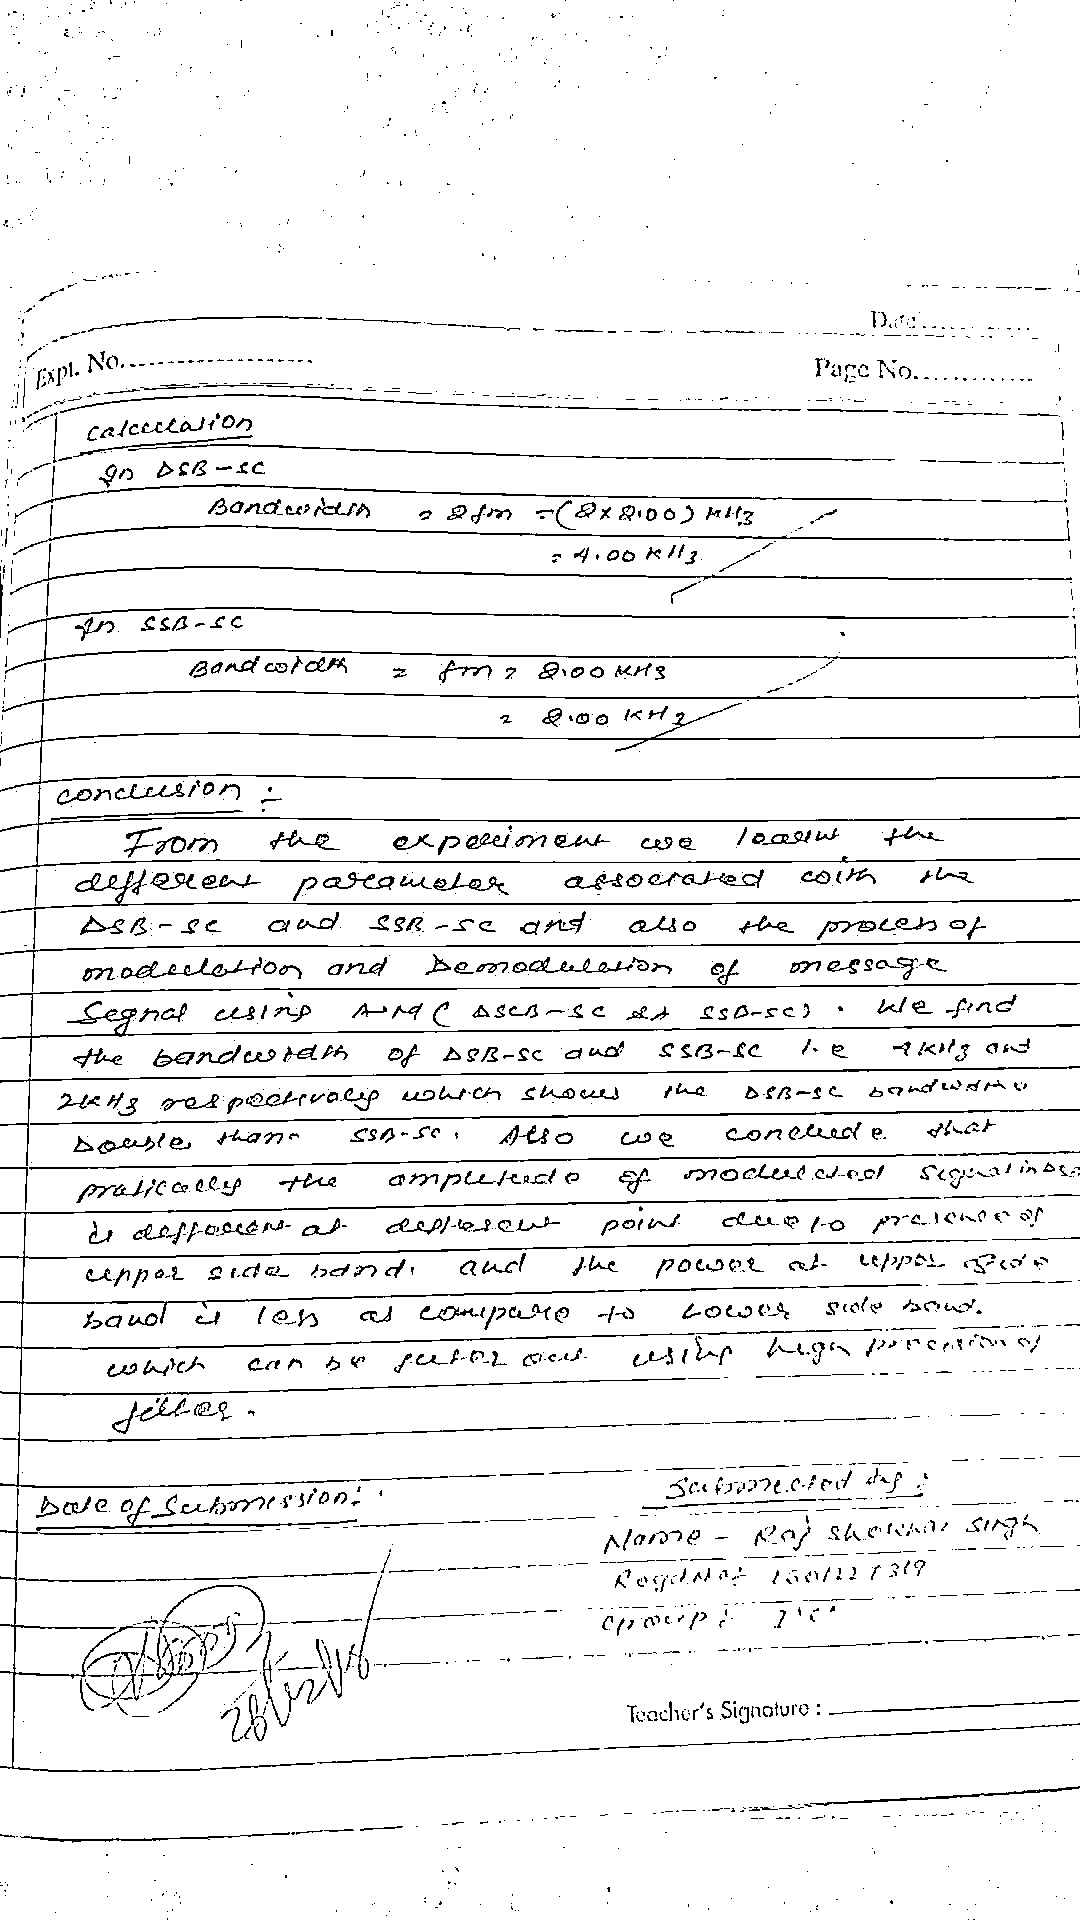 Date..............
Expt. No.....................
Page No.............
Calculation
In DSB-SC
Bandwidth = 2fm = (2×2.00) KHz
= 4.00 KHz
In SSB-SC
Bandwidth = fm = 2.00 KHz
= 2.00 KHz
Conclusion :-
From the experiment we learnt the
different parameter associated with the
DSB-SC and SSB-SC and also the process of
modulation and Demodulation of message
Signal using A.M ( DSCB-SC SSB-SC) . We find
the bandwidth of DSB-SC and SSB-SC i.e 4KHz and
2KHz respectively which shows the DSB-SC bandwidth
Double than SSB-SC. Also we conclude that
pratically the amplitude of modulated signal in
is different at different point due to presence of
upper side band. and the power at upper side
band is less as compare to Lower side band.
which can be filter out using high precision of
filter.
Date of Submission:
Submitted by :
Name - Raj Shekhar Singh
Regd No:
Group :
28/12/
Teacher's Signature :